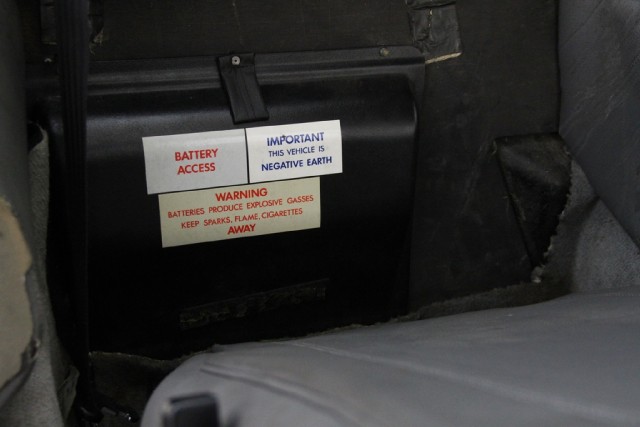 BATTERY
ACCESS
IMPORTANT
THIS VEHICLE IS
NEGATIVE EARTH
WARNING
BATTERIES PRODUCE EXPLOSIVE GASSES
KEEP SPARKS, FLAME, CIGARETTES
AWAY